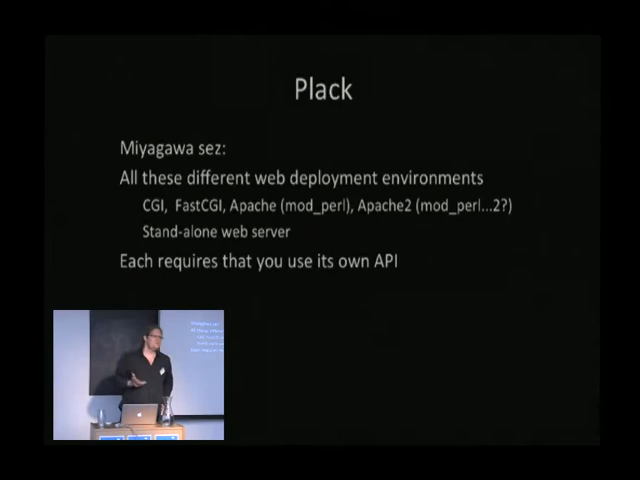 Plack
Miyagawa sez:
All these different web deployment environments
CGI, FastCGI, Apache (mod_perl), Apache2 (mod_perl...2?)
Stand-alone web server
Each requires that you use its own API